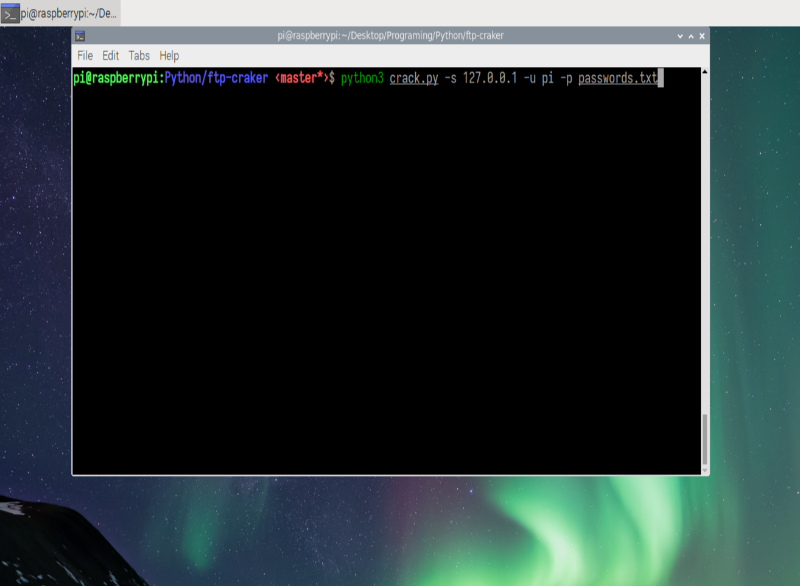 pi@raspberrypi:~/De...
pi@raspberrypi:~/Desktop/Programing/Python/ftp-craker
File Edit Tabs Help
pi@raspberrypi:Python/ftp-craker <master*>$ python3 crack.py -s 127.0.0.1 -u pi -p passwords.txt